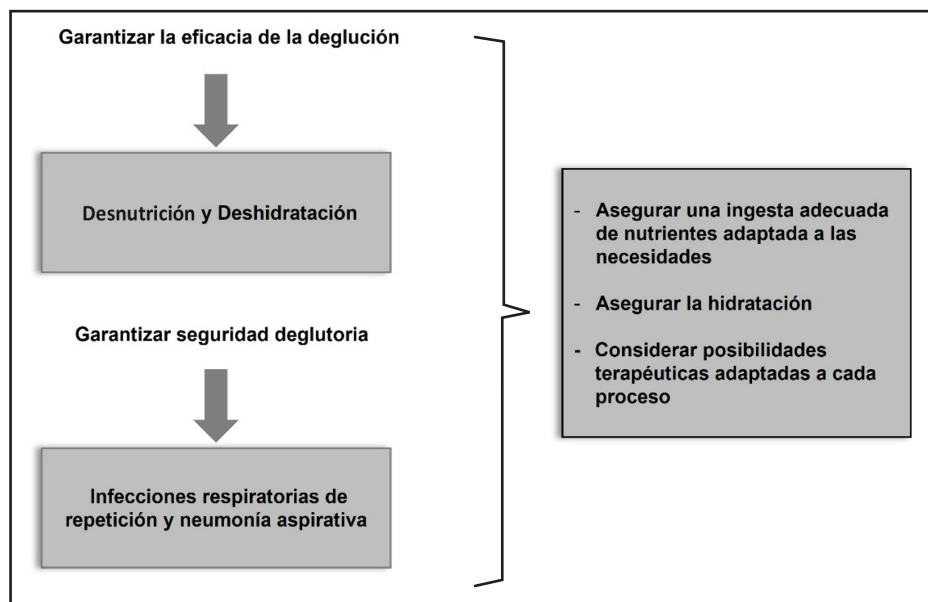 Garantizar la eficacia de la deglución
Desnutrición y Deshidratación
Garantizar seguridad deglutoria
Infecciones respiratorias de
repetición y neumonía aspirativa
- Asegurar una ingesta adecuada
de nutrientes adaptada a las
necesidades
- Asegurar la hidratación
- Considerar posibilidades
terapéuticas adaptadas a cada
proceso